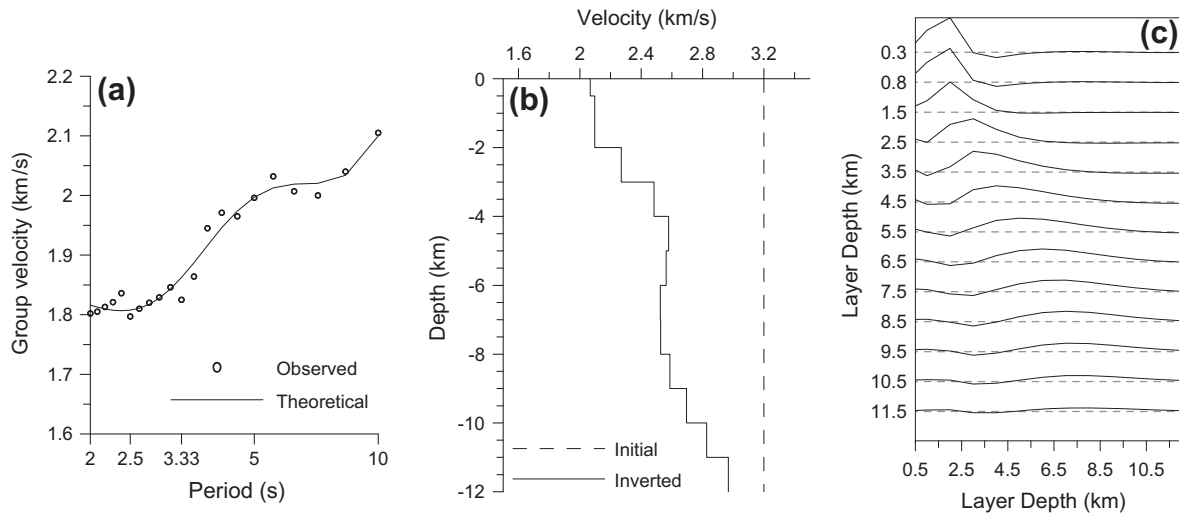 (a)
Group velocity (km/s)
2.2
2.1
2
1.9
1.8
1.7
1.6
Observed
Theoretical
2 2.5 3.33 5 10
Period (s)
Velocity (km/s)
1.6 2 2.4 2.8 3.2
(b)
Depth (km)
0
-2
-4
-6
-8
-10
-12
Initial
Inverted
(c)
Layer Depth (km)
0.3
0.8
1.5
2.5
3.5
4.5
5.5
6.5
7.5
8.5
9.5
10.5
11.5
0.5 2.5 4.5 6.5 8.5 10.5
Layer Depth (km)